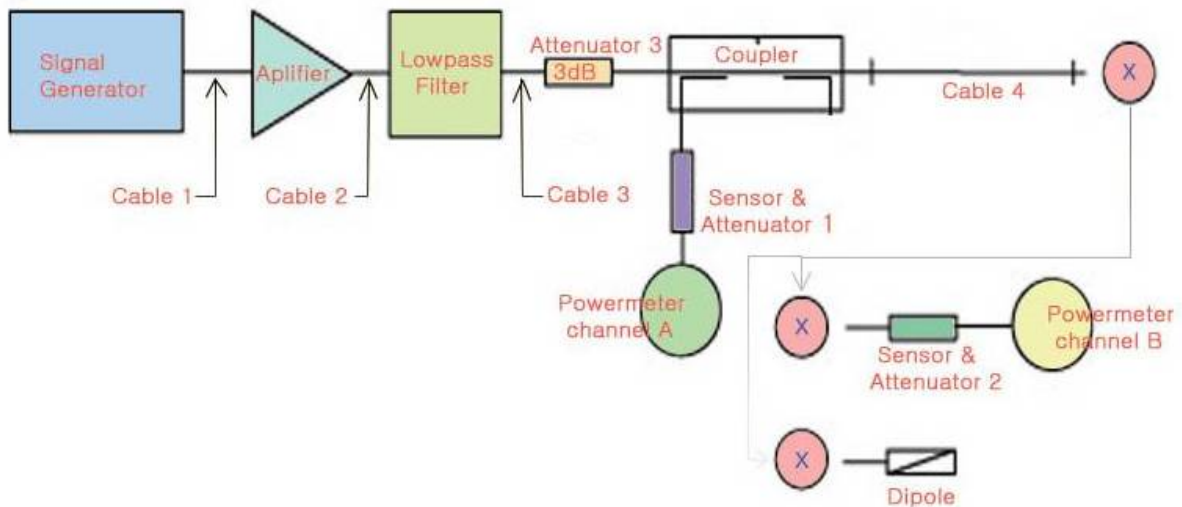 Signal
Generator
Aplifier
Lowpass
Filter
Attenuator 3
3dB
Coupler
Cable 4
X
Cable 1
Cable 2
Cable 3
Sensor &
Attenuator 1
Powermeter
channel A
X
Sensor &
Attenuator 2
Powermeter
channel B
X
Dipole